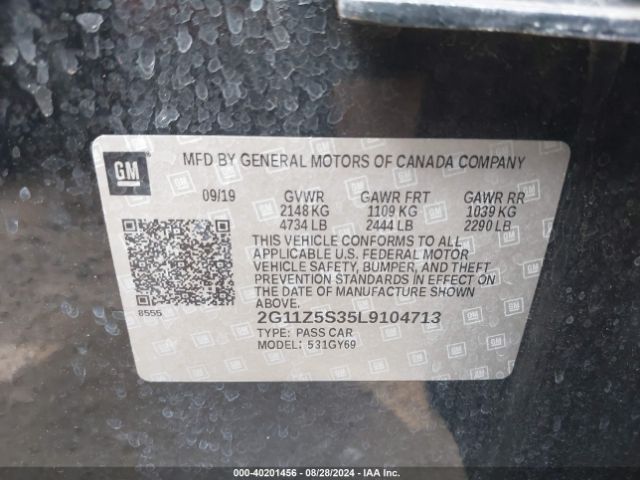 GM
MFD BY GENERAL MOTORS OF CANADA COMPANY
09/19 GVWR GAWR FRT GAWR RR
2148 KG 1109 KG 1039 KG
4734 LB 2444 LB 2290 LB
THIS VEHICLE CONFORMS TO ALL
APPLICABLE U.S. FEDERAL MOTOR
VEHICLE SAFETY, BUMPER, AND THEFT
PREVENTION STANDARDS IN EFFECT
ON THE DATE OF MANUFACTURE SHOWN
ABOVE.
8555
2G11Z5S35L9104713
TYPE: PASS CAR
MODEL: 531GY69
000-40201456 - 08/28/2024 - IAA Inc.